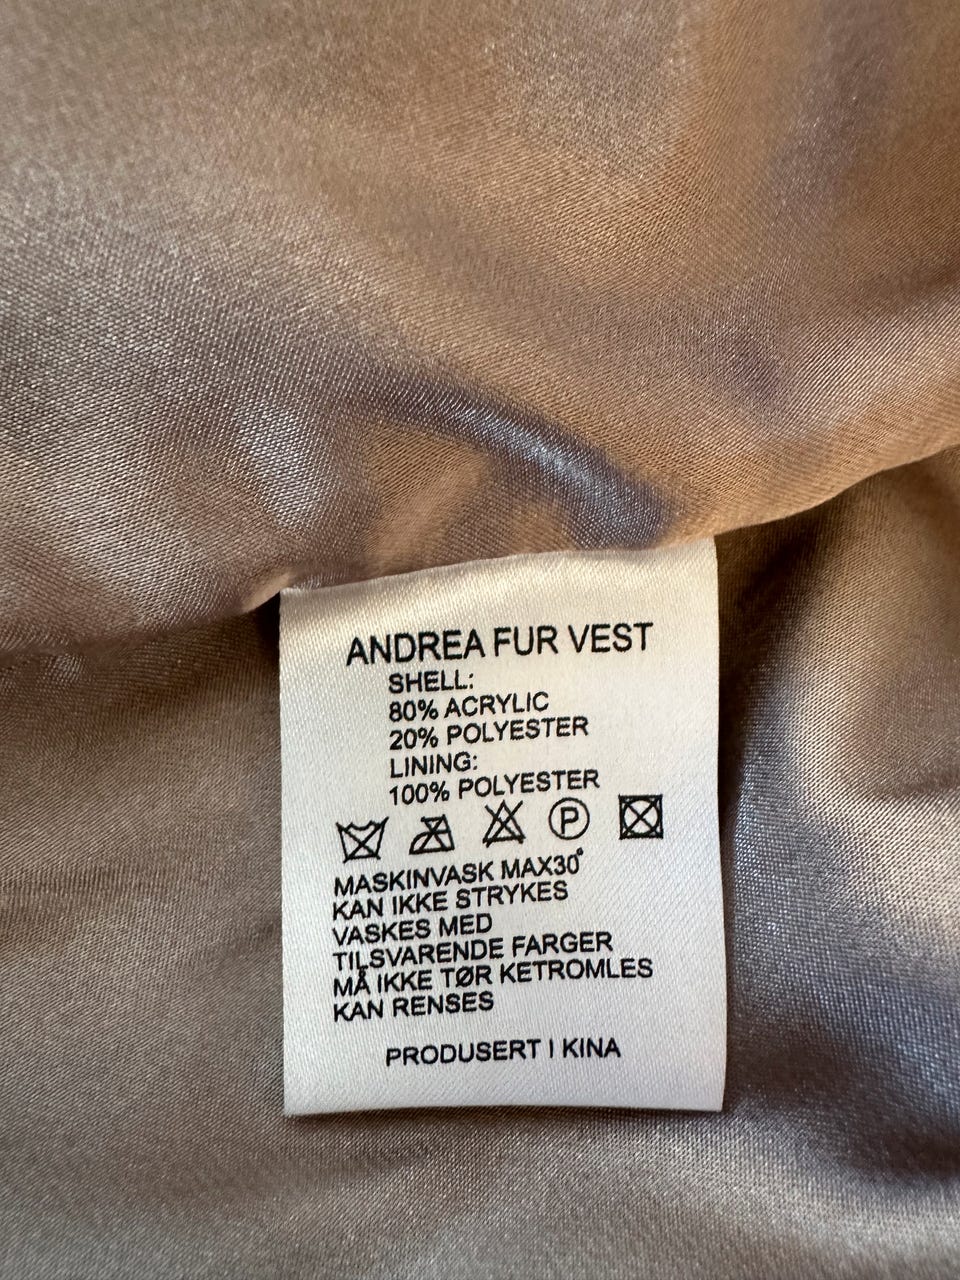 ANDREA FUR VEST
SHELL:
80% ACRYLIC
20% POLYESTER
LINING:
100% POLYESTER
P
MASKINVASK MAX30°
KAN IKKE STRYKES
VASKES MED
TILSVARENDE FARGER
MÅ IKKE TØR KETROMLES
KAN RENSES
PRODUSERT I KINA